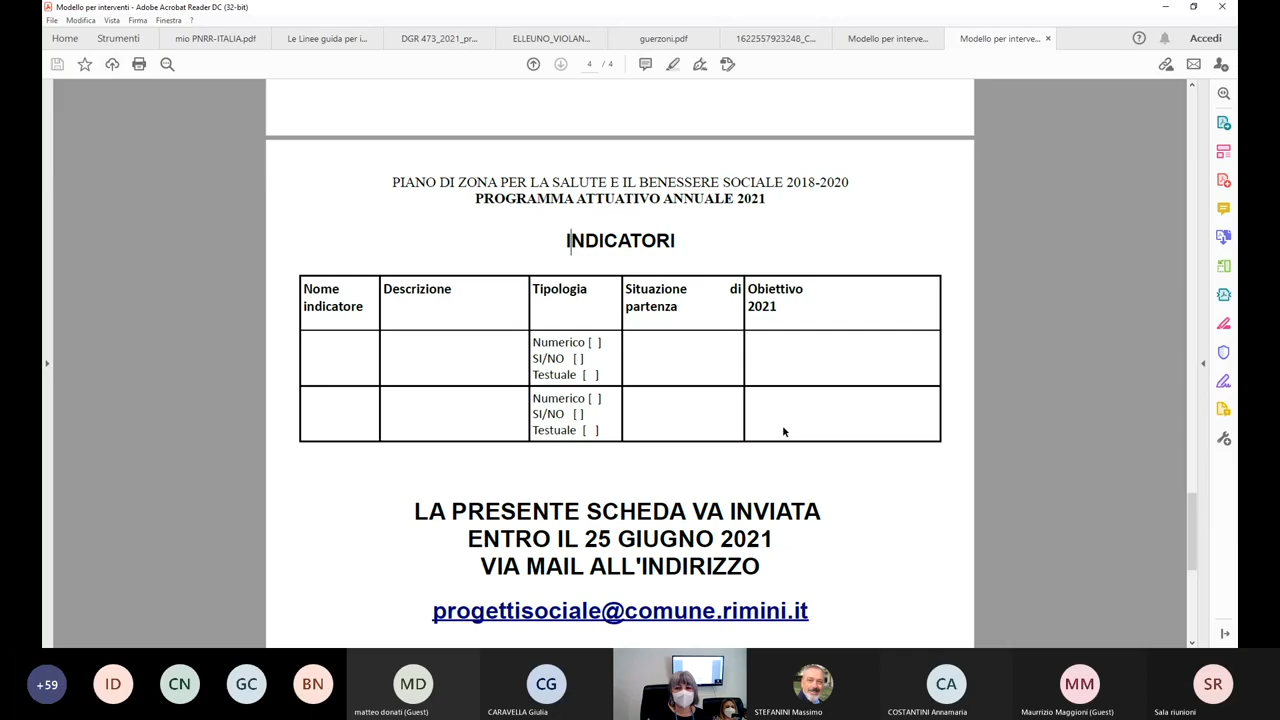 Modello per interventi - Adobe Acrobat Reader DC (32-bit)
File Modifica Vista Firma Finestra ?
Home Strumenti mio PNRR-ITALIA.pdf Le Linee guida per i... DGR 473_2021_pr... ELLEUNO_VIOLAN... guerzoni.pdf 1622557923248_C... Modello per interve... Modello per interve... × Accedi
4 / 4
PIANO DI ZONA PER LA SALUTE E IL BENESSERE SOCIALE 2018-2020
PROGRAMMA ATTUATIVO ANNUALE 2021
INDICATORI
Nome indicatore Descrizione Tipologia Situazione di partenza Obiettivo 2021
Numerico [ ]
SI/NO [ ]
Testuale [ ]
Numerico [ ]
SI/NO [ ]
Testuale [ ]
LA PRESENTE SCHEDA VA INVIATA
ENTRO IL 25 GIUGNO 2021
VIA MAIL ALL'INDIRIZZO
progettisociale@comune.rimini.it
+59 ID CN GC BN MD CG CA MM SR
matteo donati (Guest) CARAVELLA Giulia STEFANINI Massimo COSTANTINI Annamaria Maurizio Maggioni (Guest) Sala riunioni